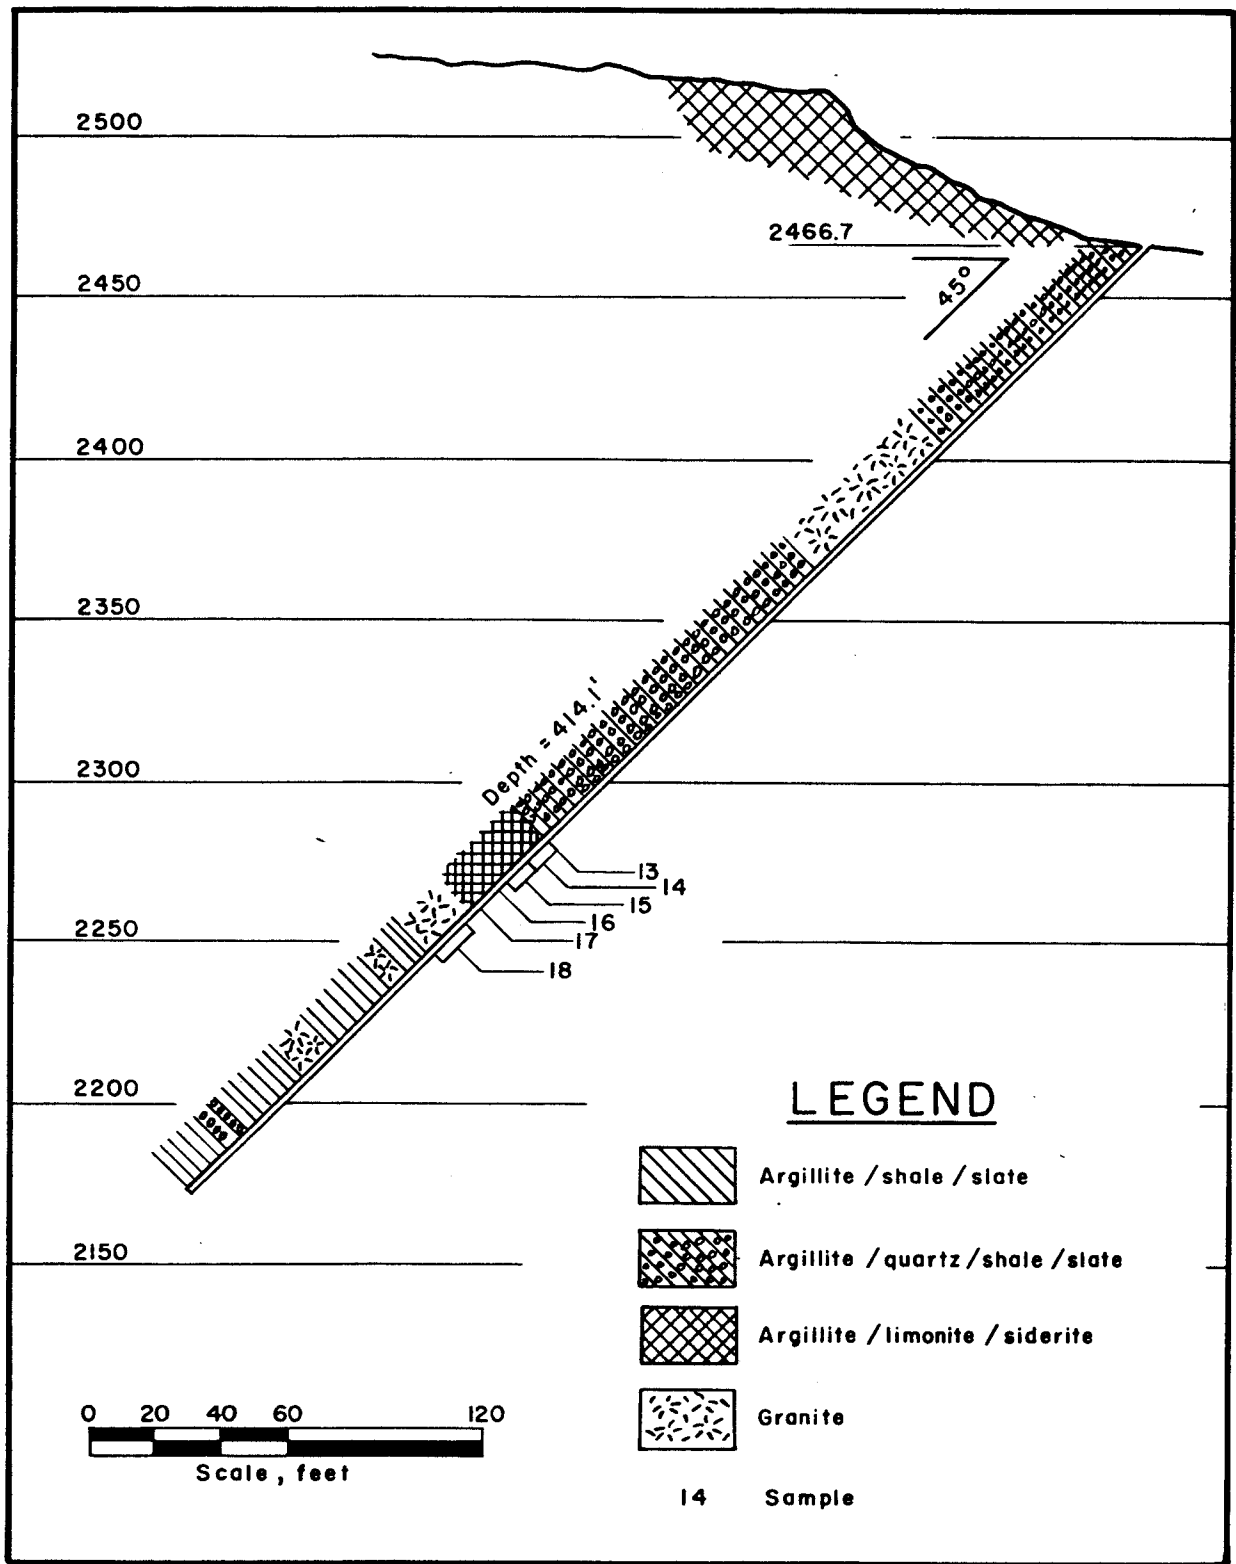 2500
2466.7
2450
45°
2400
2350
Depth = 414.1'
2300
13
14
15
16
17
18
2250
2200
2150
LEGEND
Argillite / shale / slate
Argillite / quartz / shale / slate
Argillite / limonite / siderite
Granite
14 Sample
0 20 40 60 120
Scale, feet